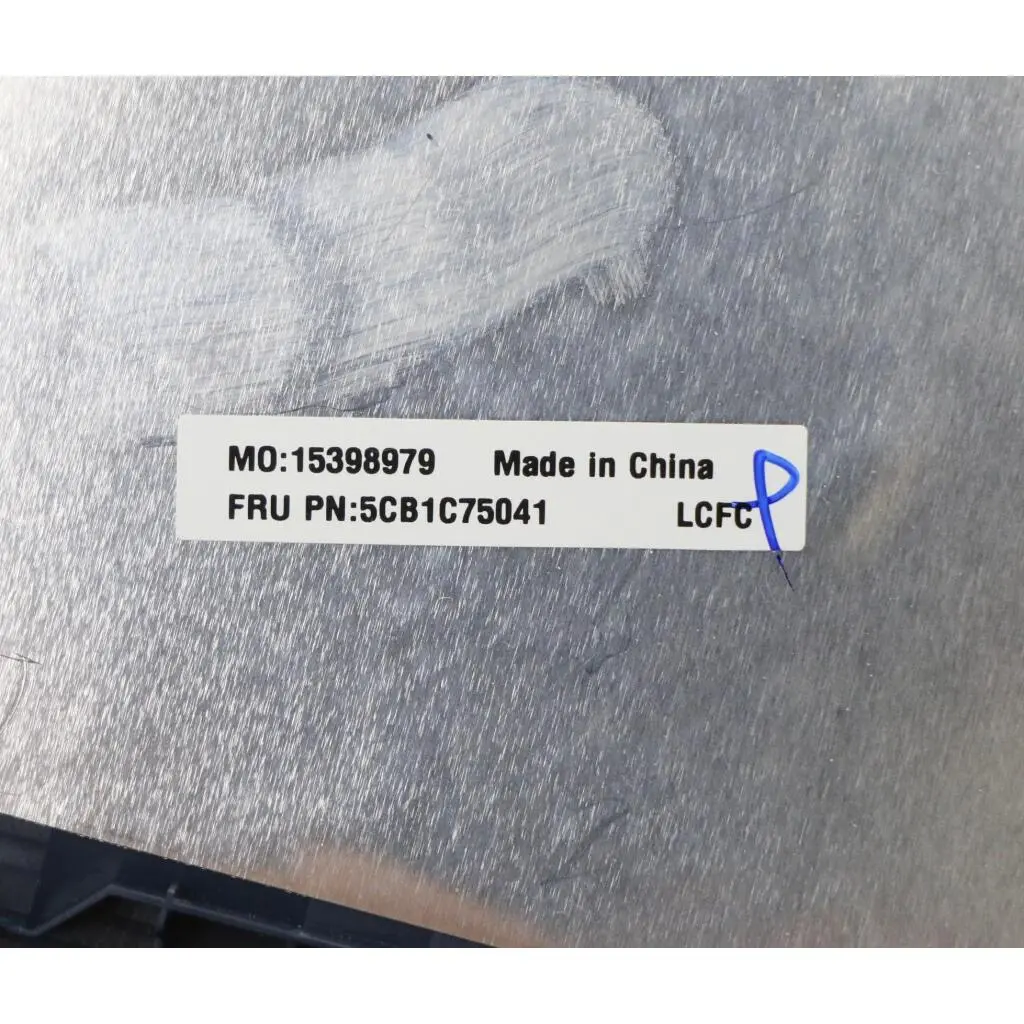 MO:15398979 Made in China
FRU PN:5CB1C75041 LCFC